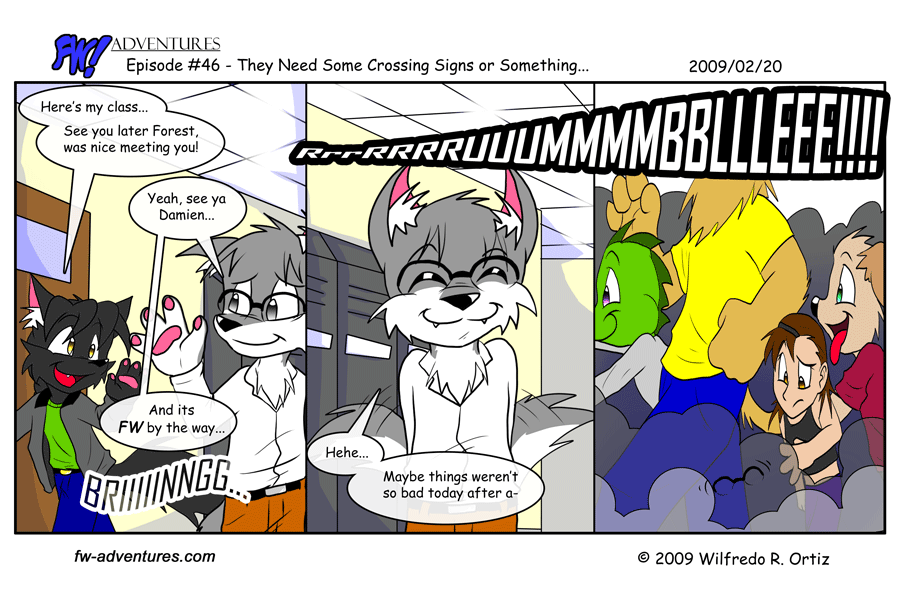 FW! ADVENTURES
Episode #46 - They Need Some Crossing Signs or Something...
2009/02/20
Here's my class...
See you later Forest,
was nice meeting you!
Yeah, see ya
Damien...
And its
FW by the way...
BRIIIIINNGG...
RrrRRRRRUUUUMMMMBBLLLEEE!!!!
Hehe...
Maybe things weren't
so bad today after a-
fw-adventures.com
© 2009 Wilfredo R. Ortiz